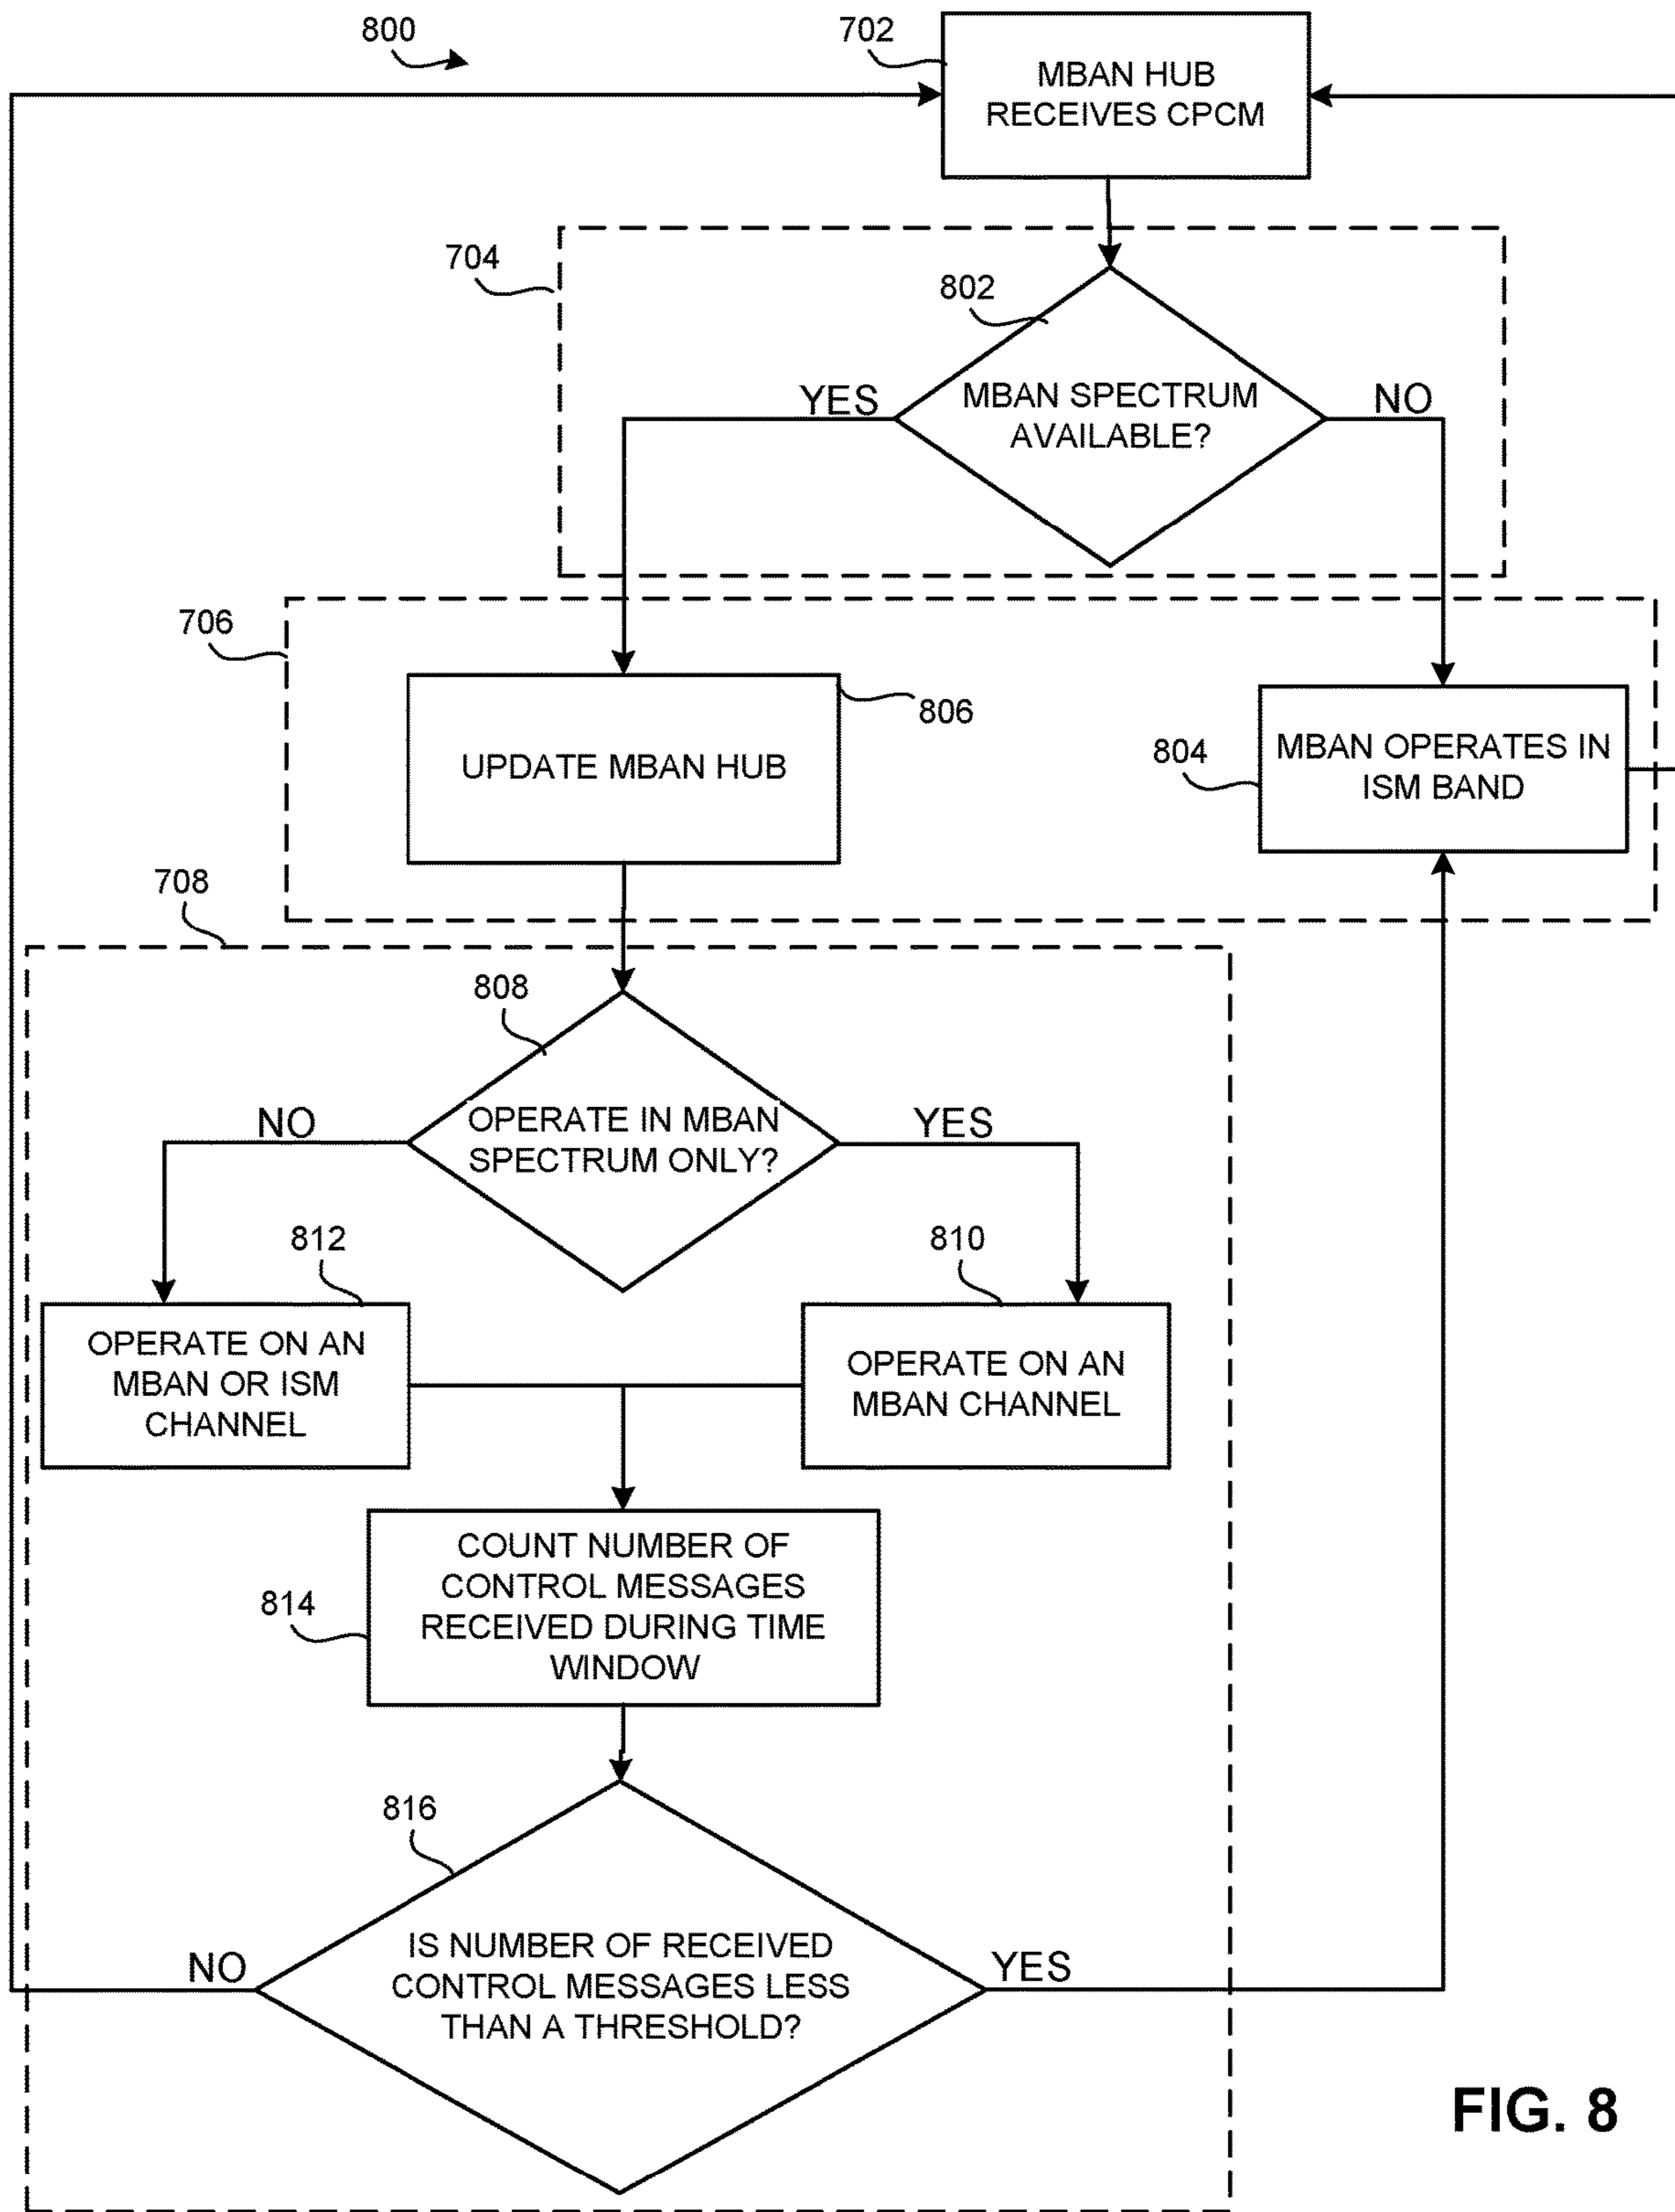 800
702
MBAN HUB
RECEIVES CPCM
704
802
YES
MBAN SPECTRUM
AVAILABLE?
NO
706
UPDATE MBAN HUB
806
804
MBAN OPERATES IN
ISM BAND
708
808
NO
OPERATE IN MBAN
SPECTRUM ONLY?
YES
812
OPERATE ON AN
MBAN OR ISM
CHANNEL
810
OPERATE ON AN
MBAN CHANNEL
814
COUNT NUMBER OF
CONTROL MESSAGES
RECEIVED DURING TIME
WINDOW
816
NO
IS NUMBER OF RECEIVED
CONTROL MESSAGES LESS
THAN A THRESHOLD?
YES
FIG. 8